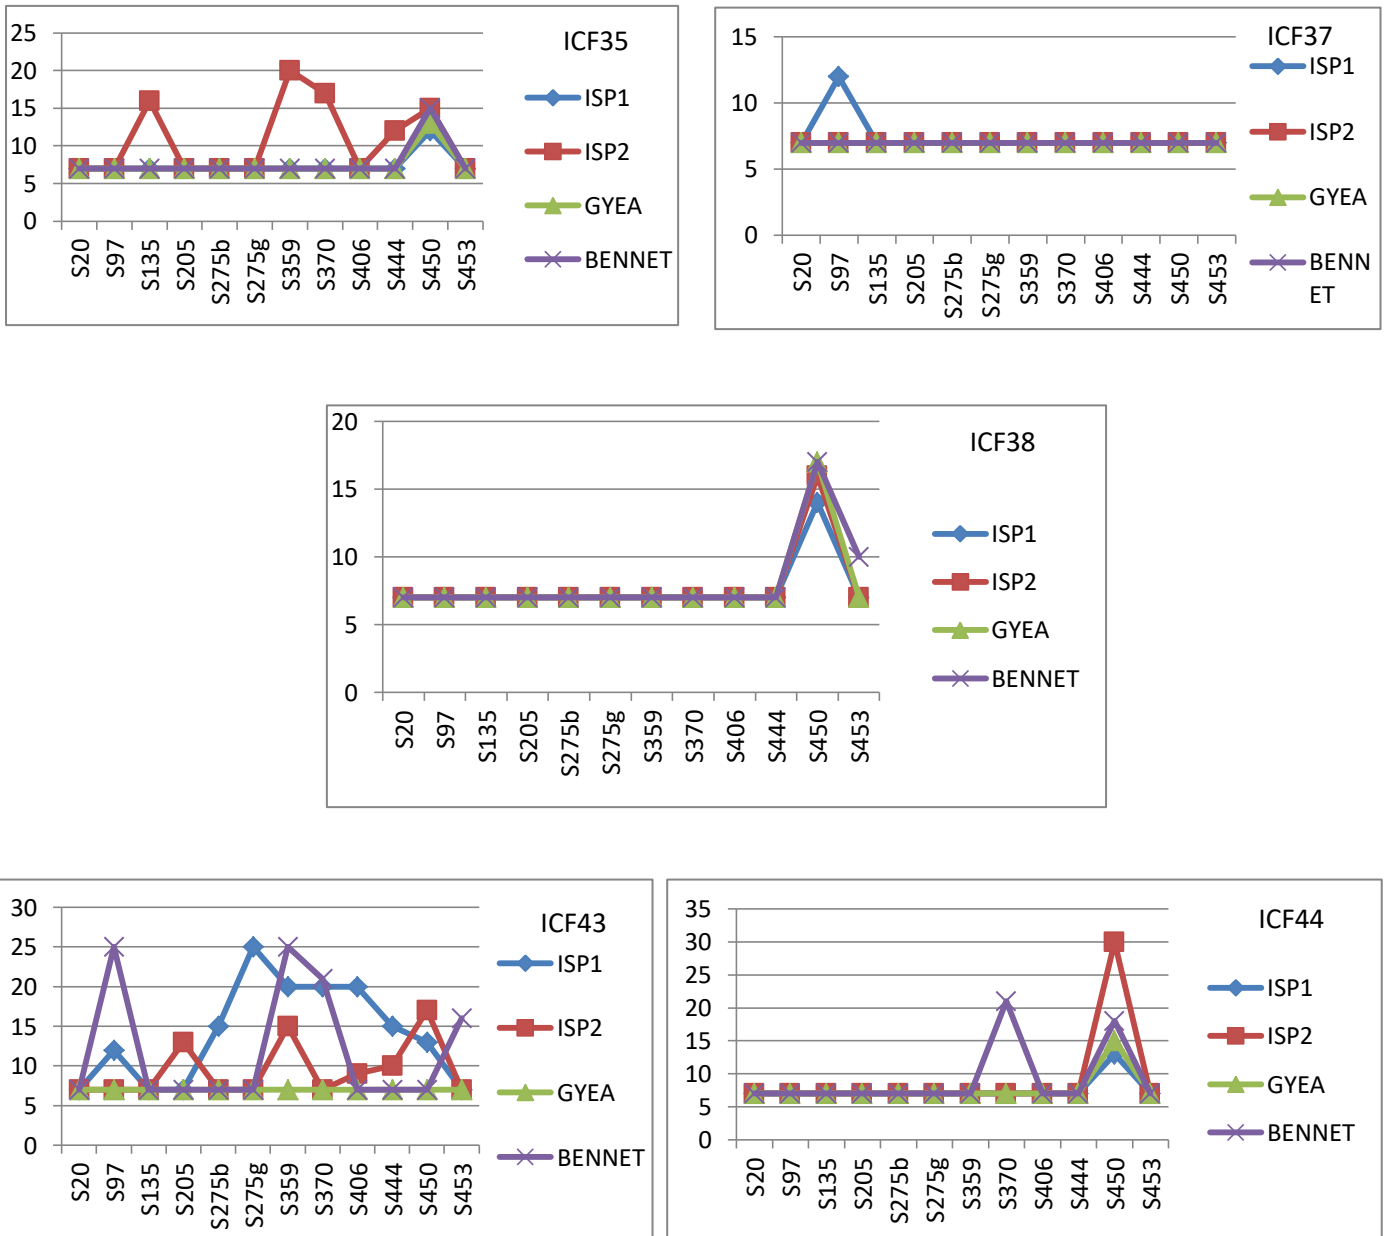 ICF35
25
20
15
10
5
0
S20
S97
S135
S205
S275b
S275g
S359
S370
S406
S444
S450
S453
ISP1
ISP2
GYEA
BENNET
ICF37
15
10
5
0
S20
S97
S135
S205
S275b
S275g
S359
S370
S406
S444
S450
S453
ISP1
ISP2
GYEA
BENN
ET
ICF38
20
15
10
5
0
S20
S97
S135
S205
S275b
S275g
S359
S370
S406
S444
S450
S453
ISP1
ISP2
GYEA
BENNET
ICF43
30
25
20
15
10
5
0
S20
S97
S135
S205
S275b
S275g
S359
S370
S406
S444
S450
S453
ISP1
ISP2
GYEA
BENNET
ICF44
35
30
25
20
15
10
5
0
S20
S97
S135
S205
S275b
S275g
S359
S370
S406
S444
S450
S453
ISP1
ISP2
GYEA
BENNET